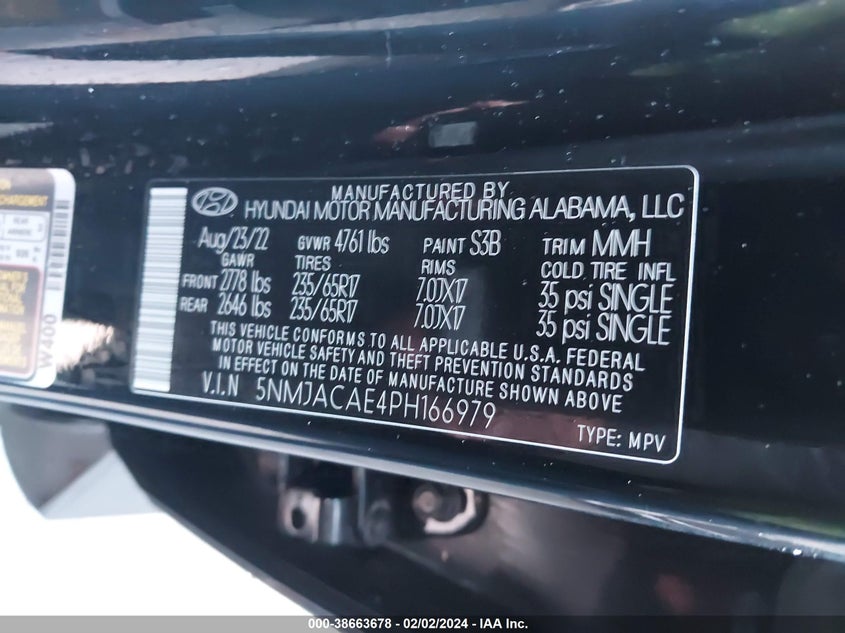 MANUFACTURED BY
HYUNDAI MOTOR MANUFACTURING ALABAMA, LLC
Aug/23/22 GVWR 4761 lbs PAINT S3B TRIM MMH
GAWR TIRES RIMS COLD TIRE INFL
FRONT 2778 lbs 235/65R17 7.0JX17 35 psi SINGLE
REAR 2646 lbs 235/65R17 7.0JX17 35 psi SINGLE
THIS VEHICLE CONFORMS TO ALL APPLICABLE U.S.A. FEDERAL
MOTOR VEHICLE SAFETY AND THEFT PREVENTION STANDARDS
IN EFFECT ON THE DATE OF MANUFACTURE SHOWN ABOVE
V.I.N 5NMJACAE4PH166979
TYPE: MPV
W400
000-38663678 - 02/02/2024 - IAA Inc.